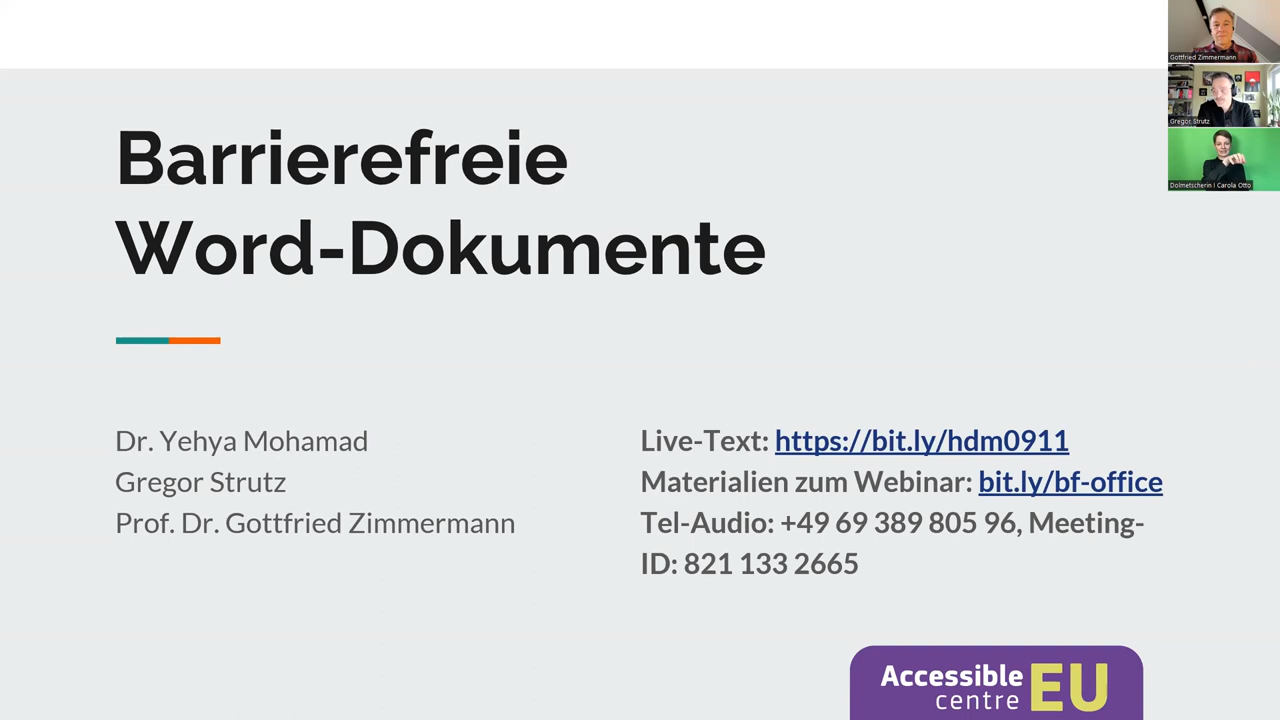 Barrierefreie
Word-Dokumente
Dr. Yehya Mohamad
Gregor Strutz
Prof. Dr. Gottfried Zimmermann
Live-Text: https://bit.ly/hdm0911
Materialien zum Webinar: bit.ly/bf-office
Tel-Audio: +49 69 389 805 96, Meeting-
ID: 821 133 2665
Accessible
centre EU
Gottfried Zimmermann
Gregor Strutz
Dolmetscherin I Carola Otto